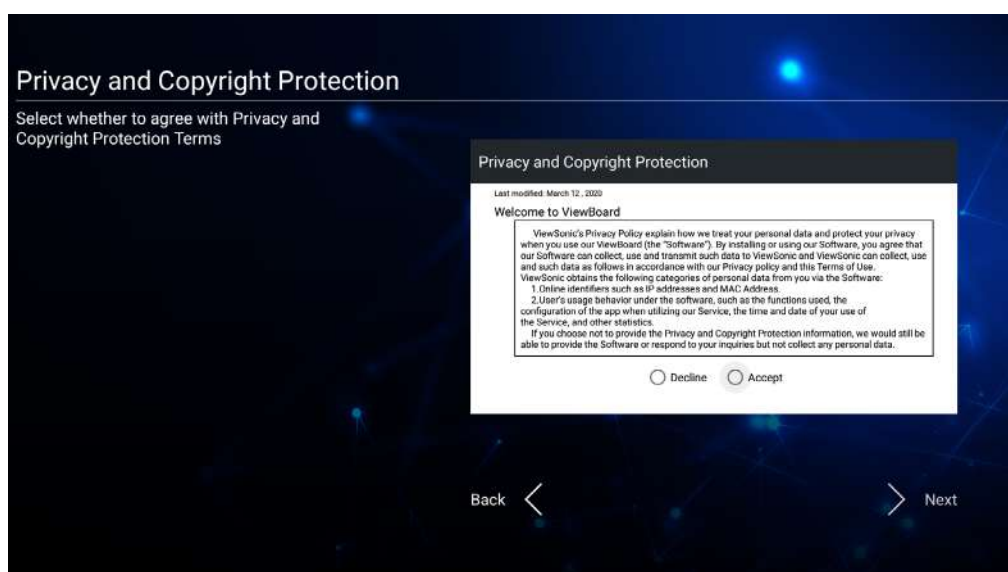 Privacy and Copyright Protection
Select whether to agree with Privacy and
Copyright Protection Terms
Privacy and Copyright Protection
Last modified: March 12 , 2020
Welcome to ViewBoard
ViewSonic's Privacy Policy explain how we treat your personal data and protect your privacy
when you use our ViewBoard (the "Software"). By installing or using our Software, you agree that
our Software can collect, use and transmit such data to ViewSonic and ViewSonic can collect, use
and such data as follows in accordance with our Privacy policy and this Terms of Use.
ViewSonic obtains the following categories of personal data from you via the Software:
1.Online identifiers such as IP addresses and MAC Address.
2.User's usage behavior under the software, such as the functions used, the
configuration of the app when utilizing our Service, the time and date of your use of
the Service, and other statistics.
If you choose not to provide the Privacy and Copyright Protection information, we would still be
able to provide the Software or respond to your inquiries but not collect any personal data.
Decline Accept
Back Next